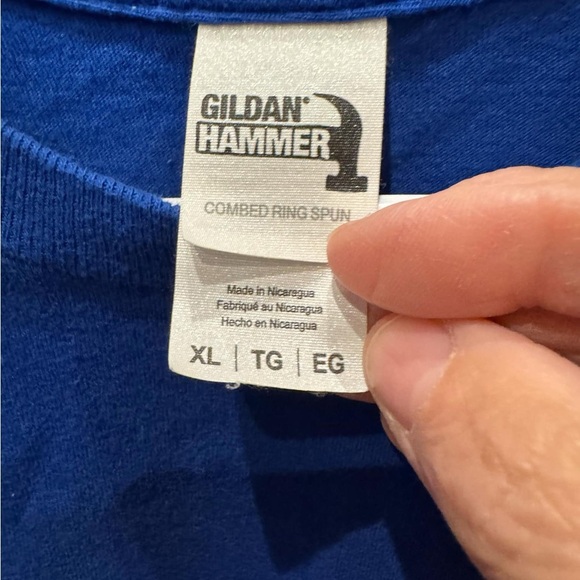 GILDAN®
HAMMER
COMBED RING SPUN
Made in Nicaragua
Fabriqué au Nicaragua
Hecho en Nicaragua
XL | TG | EG